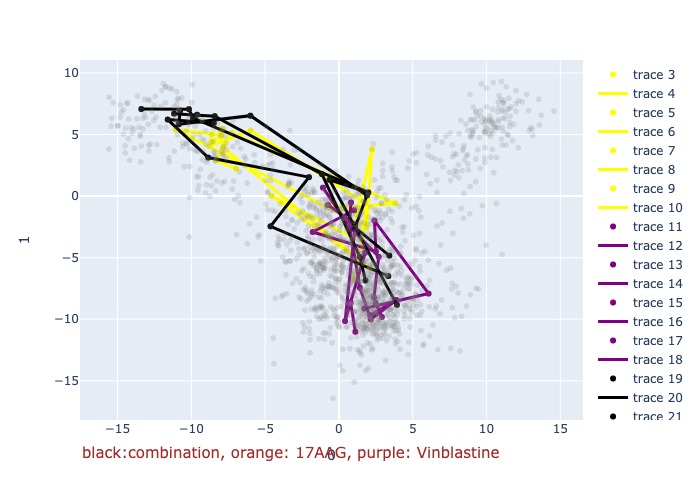 10
5
0
−5
−10
−15
1
−15
−10
−5
0
5
10
15
0
black:combination, orange: 17AAG, purple: Vinblastine
trace 3
trace 4
trace 5
trace 6
trace 7
trace 8
trace 9
trace 10
trace 11
trace 12
trace 13
trace 14
trace 15
trace 16
trace 17
trace 18
trace 19
trace 20
trace 21